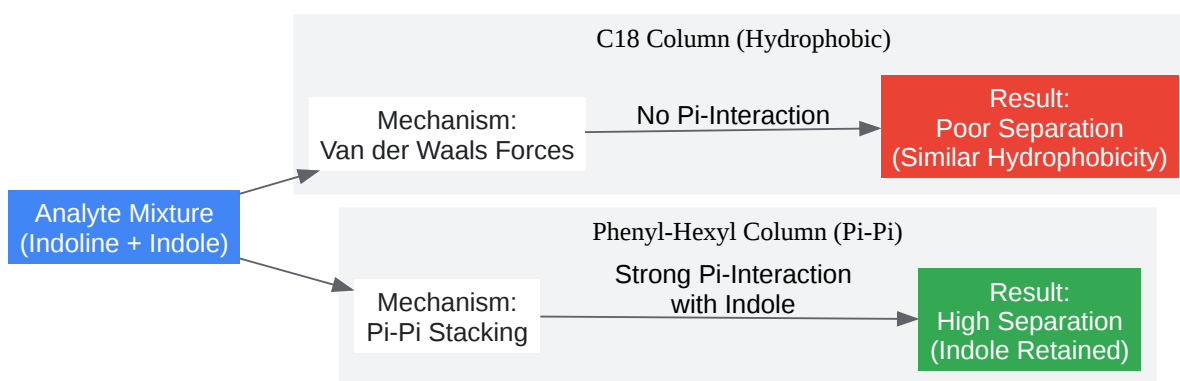 C18 Column (Hydrophobic)
Mechanism:
Van der Waals Forces
No Pi-Interaction
Result:
Poor Separation
(Similar Hydrophobicity)
Analyte Mixture
(Indoline + Indole)
Phenyl-Hexyl Column (Pi-Pi)
Mechanism:
Pi-Pi Stacking
Strong Pi-Interaction
with Indole
Result:
High Separation
(Indole Retained)